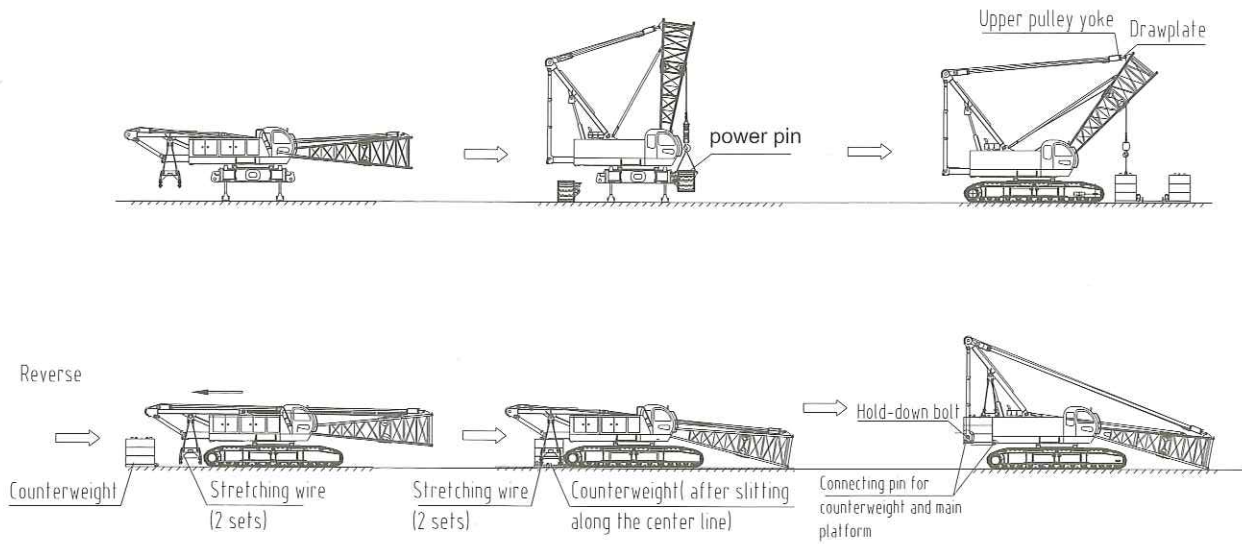 Upper pulley yoke
Drawplate
power pin
Reverse
Hold-down bolt
Counterweight
Stretching wire
(2 sets)
Stretching wire
(2 sets)
Counterweight( after slitting
along the center line)
Connecting pin for
counterweight and main
platform